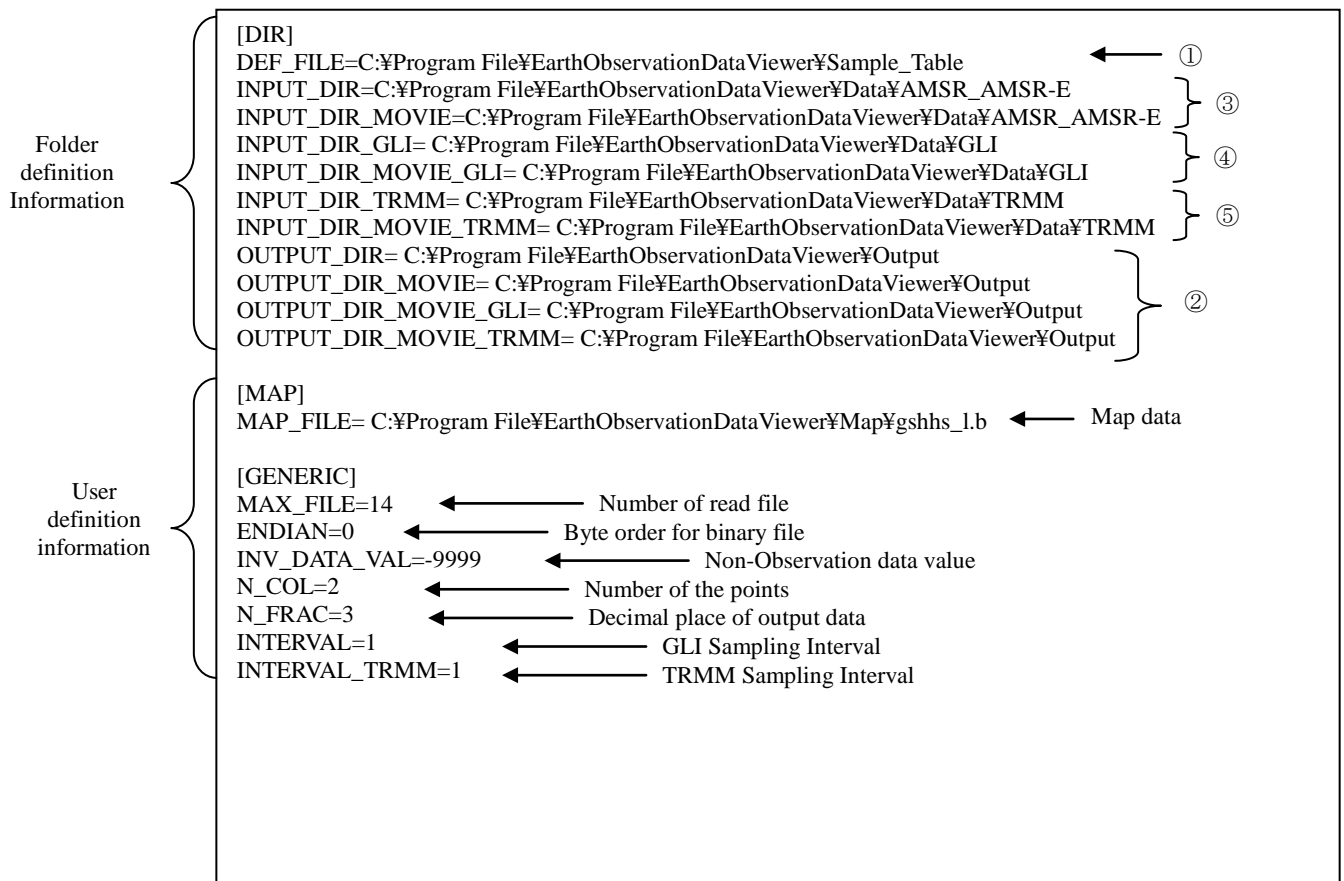 [DIR]
DEF_FILE=C:¥Program File¥EarthObservationDataViewer¥Sample_Table ①
INPUT_DIR=C:¥Program File¥EarthObservationDataViewer¥Data¥AMSR_AMSR-E
INPUT_DIR_MOVIE=C:¥Program File¥EarthObservationDataViewer¥Data¥AMSR_AMSR-E
③
INPUT_DIR_GLI= C:¥Program File¥EarthObservationDataViewer¥Data¥GLI
INPUT_DIR_MOVIE_GLI= C:¥Program File¥EarthObservationDataViewer¥Data¥GLI
④
INPUT_DIR_TRMM= C:¥Program File¥EarthObservationDataViewer¥Data¥TRMM
INPUT_DIR_MOVIE_TRMM= C:¥Program File¥EarthObservationDataViewer¥Data¥TRMM
⑤
OUTPUT_DIR= C:¥Program File¥EarthObservationDataViewer¥Output
OUTPUT_DIR_MOVIE= C:¥Program File¥EarthObservationDataViewer¥Output
OUTPUT_DIR_MOVIE_GLI= C:¥Program File¥EarthObservationDataViewer¥Output
OUTPUT_DIR_MOVIE_TRMM= C:¥Program File¥EarthObservationDataViewer¥Output
②
Folder
definition
Information
[MAP]
MAP_FILE= C:¥Program File¥EarthObservationDataViewer¥Map¥gshhs_l.b Map data
[GENERIC]
MAX_FILE=14 Number of read file
ENDIAN=0 Byte order for binary file
INV_DATA_VAL=-9999 Non-Observation data value
N_COL=2 Number of the points
N_FRAC=3 Decimal place of output data
INTERVAL=1 GLI Sampling Interval
INTERVAL_TRMM=1 TRMM Sampling Interval
User
definition
information